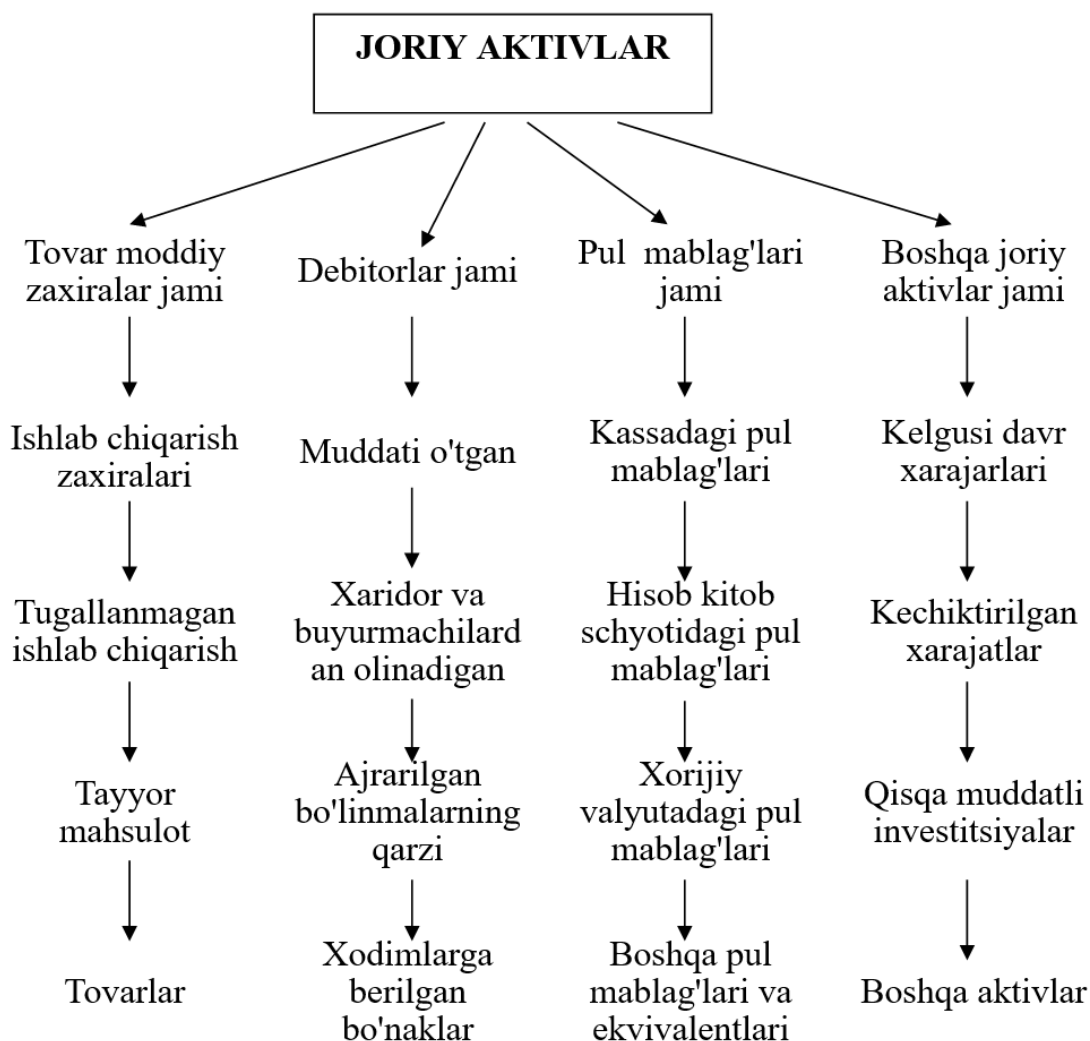 JORIY AKTIVLAR
Tovar moddiy
zaxiralar jami
Debitorlar jami
Pul mablag'lari
jami
Boshqa joriy
aktivlar jami
Ishlab chiqarish
zaxiralari
Muddati o'tgan
Kassadagi pul
mablag'lari
Kelgusi davr
xarajarlari
Tugallanmagan
ishlab chiqarish
Xaridor va
buyurmachilard
an olinadigan
Hisob kitob
schyotidagi pul
mablag'lari
Kechiktirilgan
xarajatlar
Tayyor
mahsulot
Ajrarilgan
bo'linmalarning
qarzi
Xorijiy
valyutadagi pul
mablag'lari
Qisqa muddatli
investitsiyalar
Tovarlar
Xodimlarga
berilgan
bo'naklar
Boshqa pul
mablag'lari va
ekvivalentlari
Boshqa aktivlar